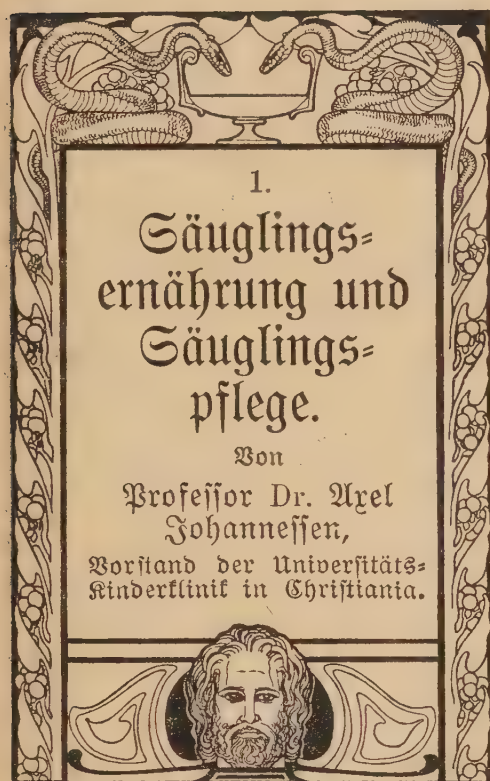 1.
Säuglings=
ernährung und
Säuglings=
pflege.
Von
Professor Dr. Axel
Johannessen,
Vorstand der Universitäts=
Kinderklinik in Christiania.